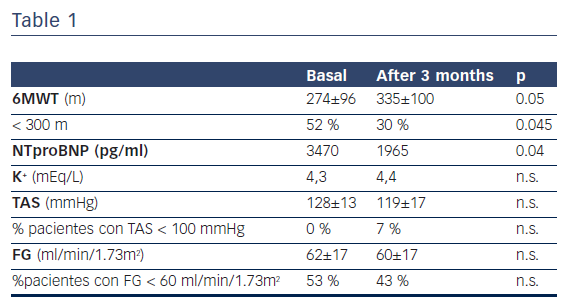 Table 1
Basal After 3 months p
6MWT (m) 274±96 335±100 0.05
< 300 m 52 % 30 % 0.045
NTproBNP (pg/ml) 3470 1965 0.04
K⁺ (mEq/L) 4,3 4,4 n.s.
TAS (mmHg) 128±13 119±17 n.s.
% pacientes con TAS < 100 mmHg 0 % 7 % n.s.
FG (ml/min/1.73m²) 62±17 60±17 n.s.
%pacientes con FG < 60 ml/min/1.73m² 53 % 43 % n.s.